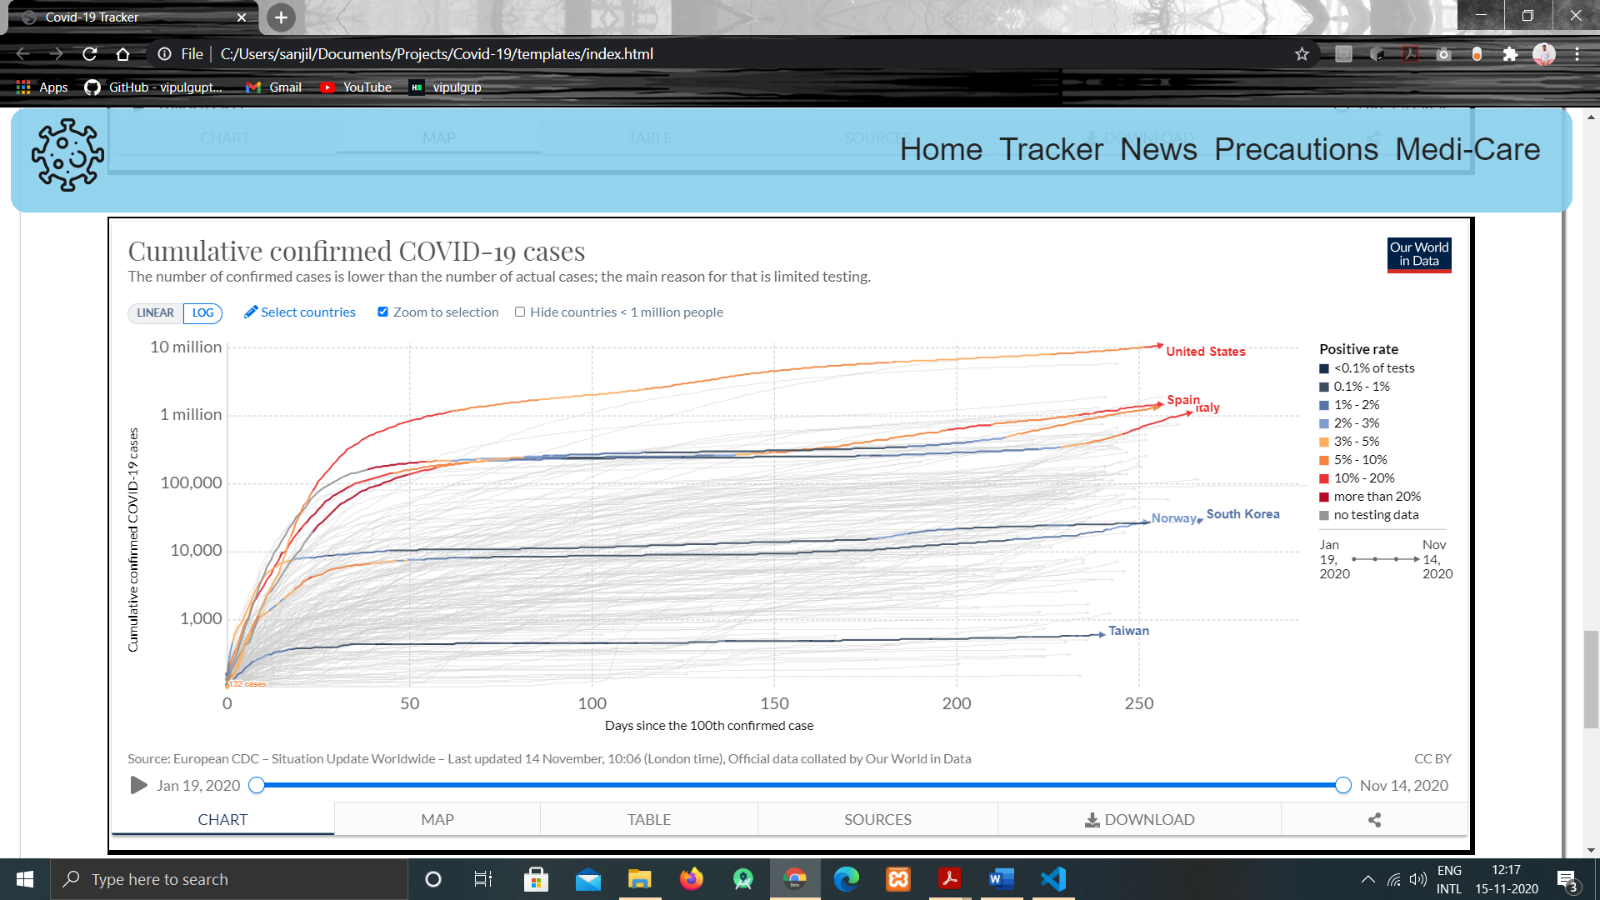 Covid-19 Tracker
File | C:/Users/sanjil/Documents/Projects/Covid-19/templates/index.html
Apps GitHub - vipulgupt... Gmail YouTube vipulgup
CHART MAP TABLE SOURCES DOWNLOAD
Home Tracker News Precautions Medi-Care
Cumulative confirmed COVID-19 cases
Our World
in Data
The number of confirmed cases is lower than the number of actual cases; the main reason for that is limited testing.
LINEAR LOG Select countries Zoom to selection Hide countries < 1 million people
10 million
1 million
100,000
10,000
1,000
Cumulative confirmed COVID-19 cases
United States
Spain
Italy
Norway
South Korea
Taiwan
132 cases
0 50 100 150 200 250
Days since the 100th confirmed case
Positive rate
<0.1% of tests
0.1% - 1%
1% - 2%
2% - 3%
3% - 5%
5% - 10%
10% - 20%
more than 20%
no testing data
Jan
19,
2020
Nov
14,
2020
Source: European CDC – Situation Update Worldwide – Last updated 14 November, 10:06 (London time), Official data collated by Our World in Data
CC BY
Jan 19, 2020 Nov 14, 2020
CHART MAP TABLE SOURCES DOWNLOAD
Type here to search
ENG
INTL
12:17
15-11-2020
3